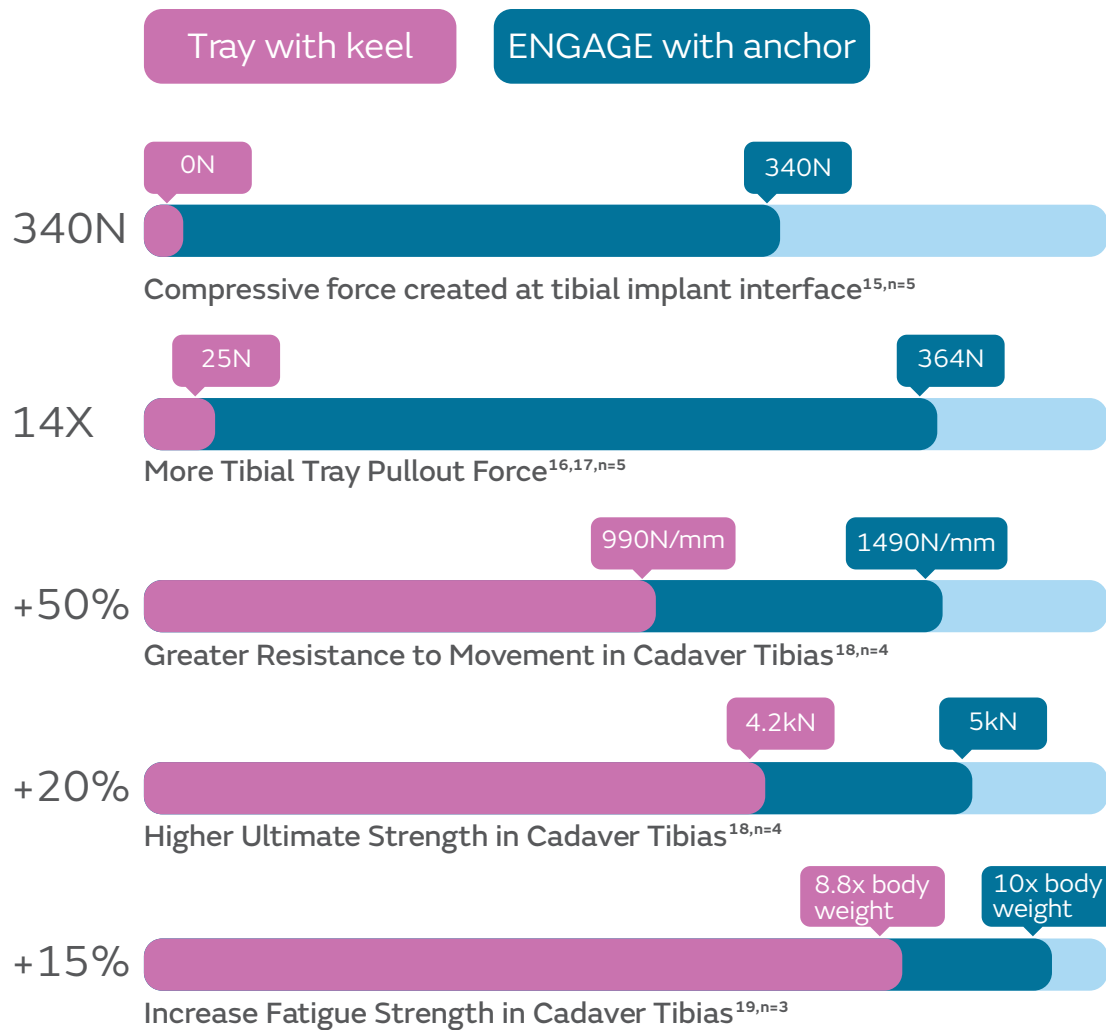 Tray with keel
ENGAGE with anchor
0N
340N
340N
Compressive force created at tibial implant interface15,n=5
25N
364N
14X
More Tibial Tray Pullout Force16,17,n=5
990N/mm
1490N/mm
+50%
Greater Resistance to Movement in Cadaver Tibias18,n=4
4.2kN
5kN
+20%
Higher Ultimate Strength in Cadaver Tibias18,n=4
8.8x body
weight
10x body
weight
+15%
Increase Fatigue Strength in Cadaver Tibias19,n=3